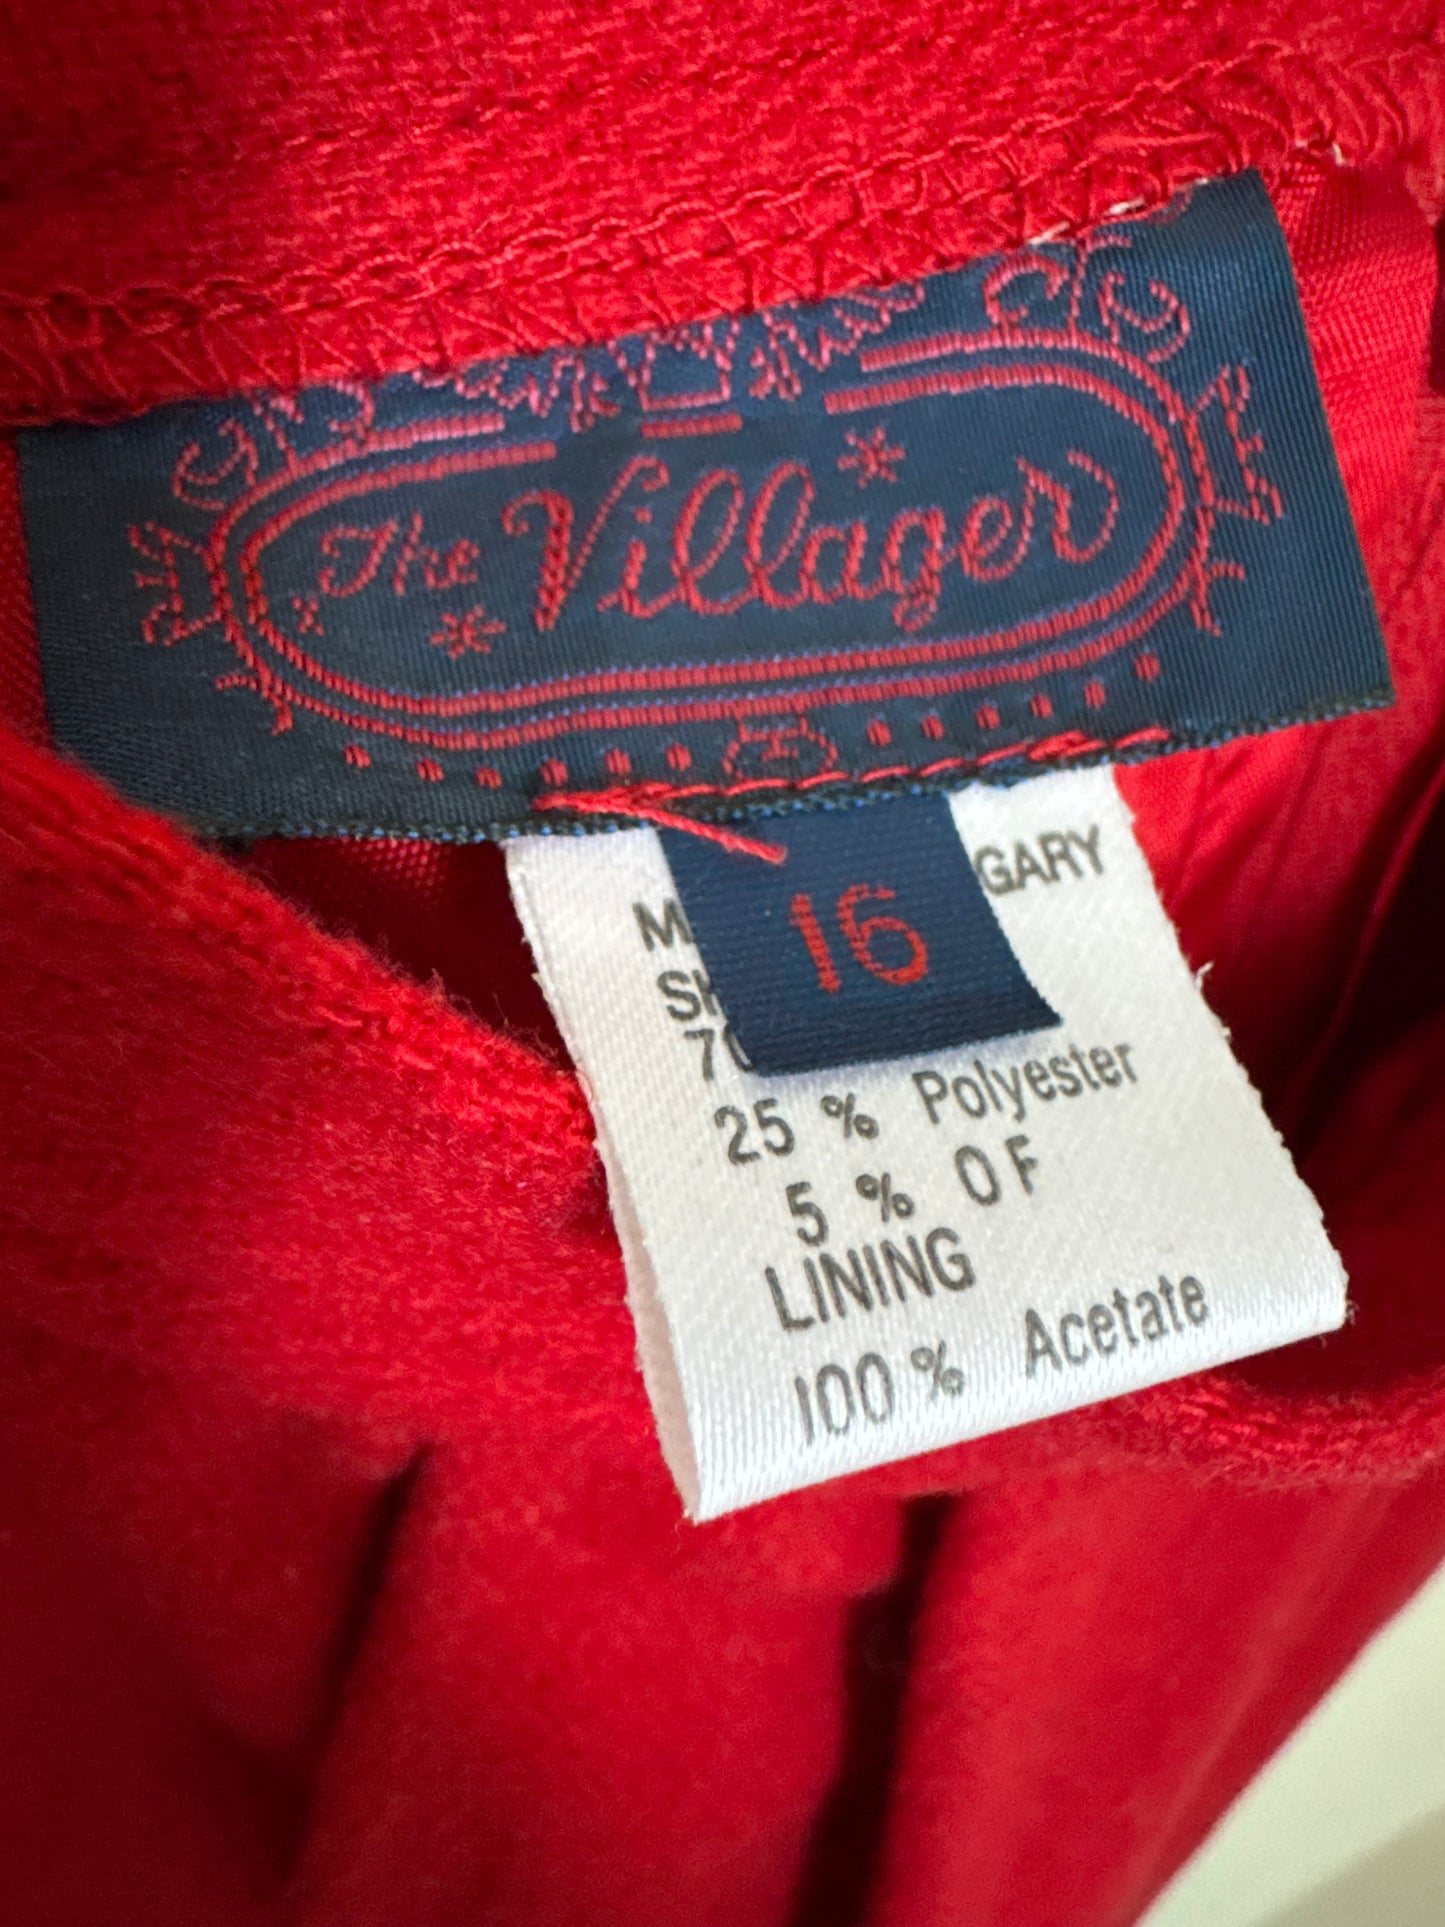 The Villager
16
GARY
M
25 % Polyester
5 % OF
LINING
100 % Acetate